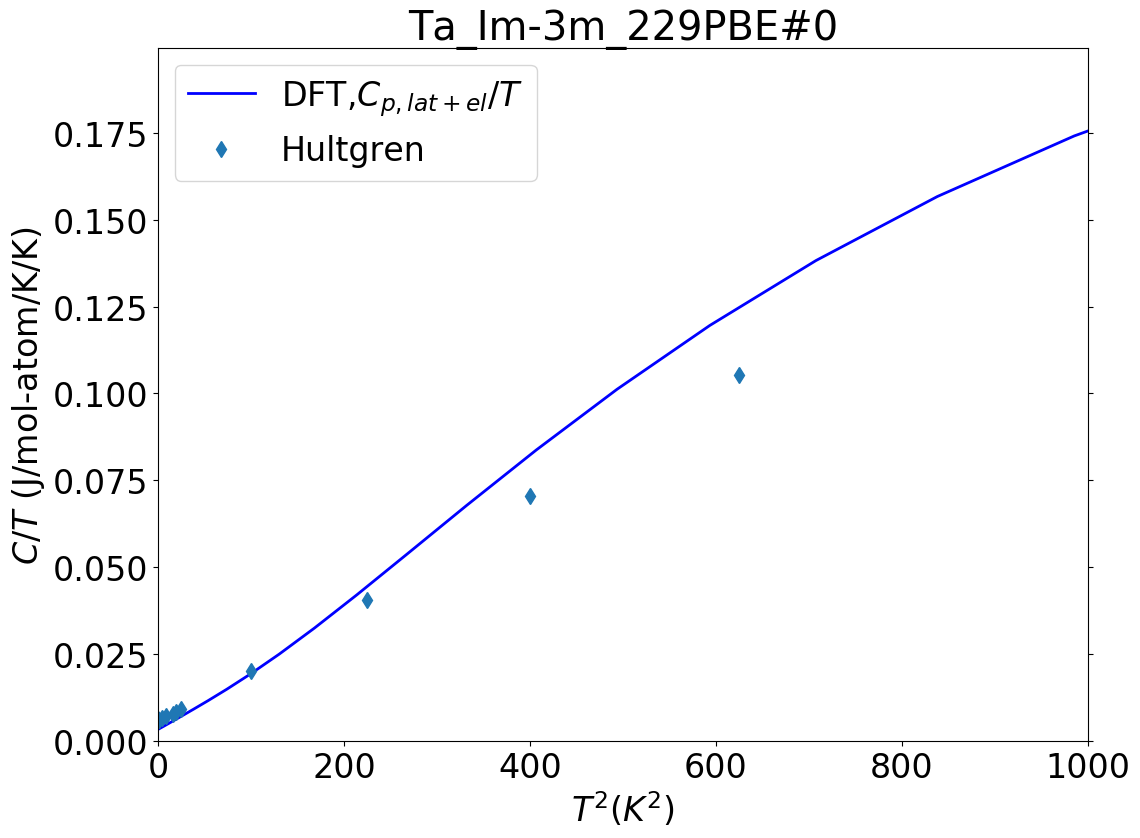 Ta_Im-3m_229PBE#0
DFT,$C_{p,lat+el}/T$
Hultgren
0.175
0.150
0.125
0.100
0.075
0.050
0.025
0.000
C/T (J/mol-atom/K/K)
0 200 400 600 800 1000
$T^2(K^2)$